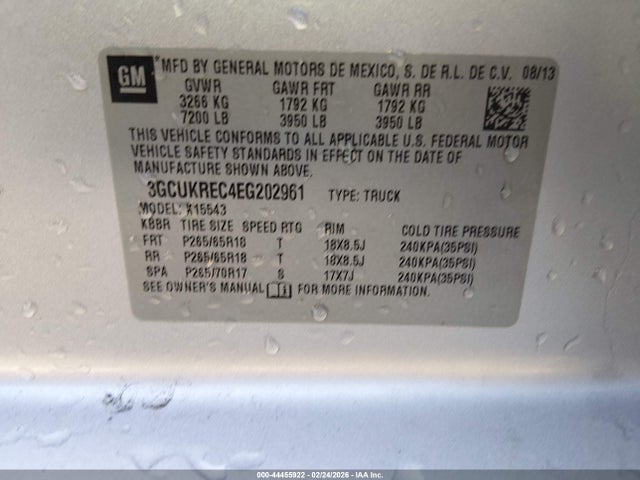 GM
*MFD BY GENERAL MOTORS DE MEXICO, S. DE R.L. DE C.V. 08/13
GVWR GAWR FRT GAWR RR
3266 KG 1792 KG 1792 KG
7200 LB 3950 LB 3950 LB
THIS VEHICLE CONFORMS TO ALL APPLICABLE U.S. FEDERAL MOTOR
VEHICLE SAFETY STANDARDS IN EFFECT ON THE DATE OF
MANUFACTURE SHOWN ABOVE.
3GCUKREC4EG202961 TYPE: TRUCK
MODEL: K15543
KBBR TIRE SIZE SPEED RTG RIM COLD TIRE PRESSURE
FRT P265/65R18 T 18X8.5J 240KPA(35PSI)
RR P265/65R18 T 18X8.5J 240KPA(35PSI)
SPA P265/70R17 S 17X7J 240KPA(35PSI)
SEE OWNER'S MANUAL FOR MORE INFORMATION.
000-44455922 - 02/24/2026 - IAAI Inc.